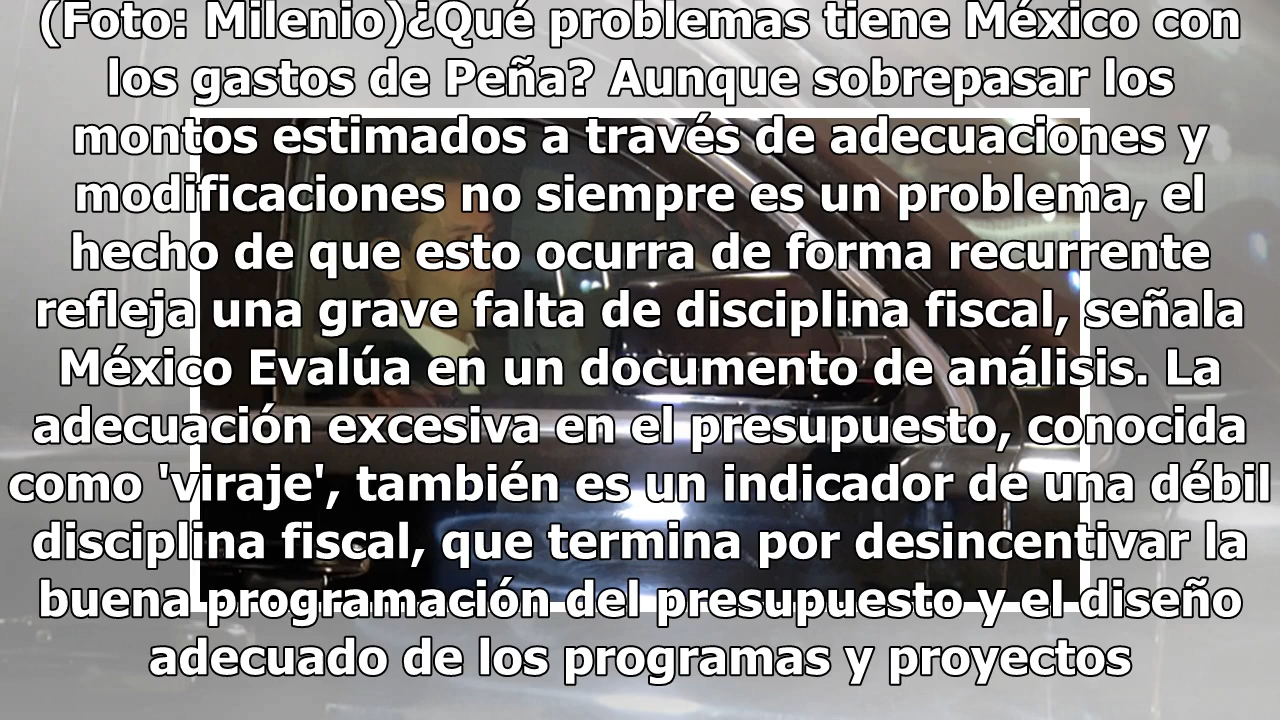 (Foto: Milenio)¿Qué problemas tiene México con
los gastos de Peña? Aunque sobrepasar los
montos estimados a través de adecuaciones y
modificaciones no siempre es un problema, el
hecho de que esto ocurra de forma recurrente
refleja una grave falta de disciplina fiscal, señala
México Evalúa en un documento de análisis. La
adecuación excesiva en el presupuesto, conocida
como 'viraje', también es un indicador de una débil
disciplina fiscal, que termina por desincentivar la
buena programación del presupuesto y el diseño
adecuado de los programas y proyectos